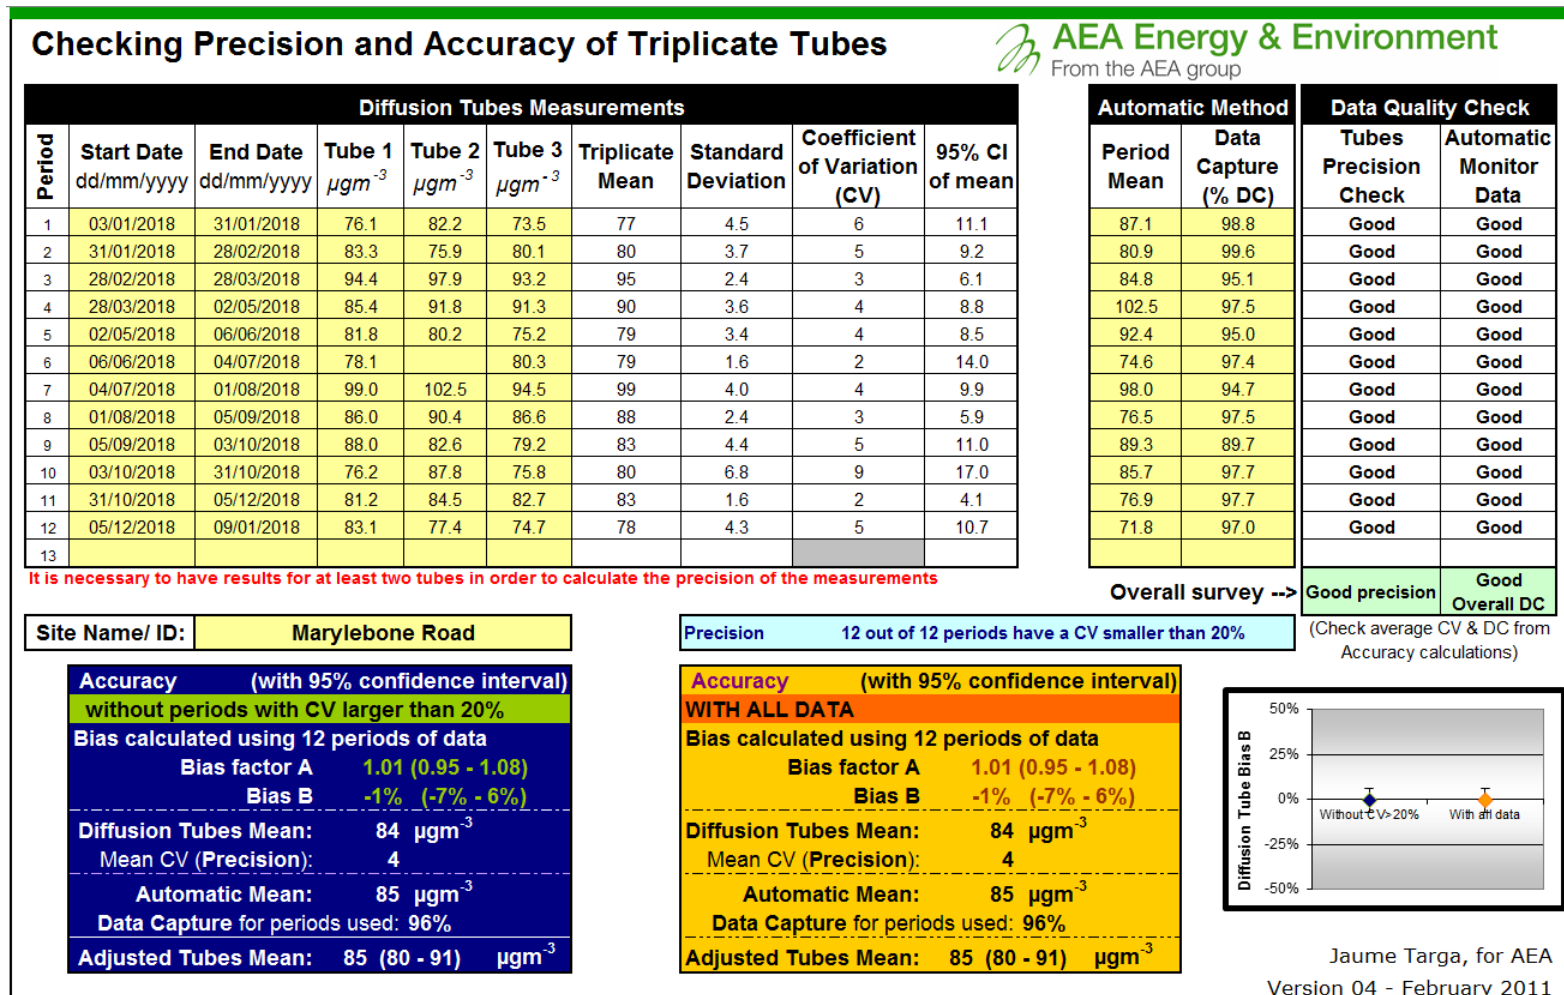 Checking Precision and Accuracy of Triplicate Tubes
AEA Energy & Environment
From the AEA group
Diffusion Tubes Measurements
Automatic Method
Data Quality Check
Period
Start Date dd/mm/yyyy
End Date dd/mm/yyyy
Tube 1 µgm-3
Tube 2 µgm-3
Tube 3 µgm-3
Triplicate Mean
Standard Deviation
Coefficient of Variation (CV)
95% CI of mean
Period Mean
Data Capture (% DC)
Tubes Precision Check
Automatic Monitor Data
1 03/01/2018 31/01/2018 76.1 82.2 73.5 77 4.5 6 11.1 87.1 98.8 Good Good
2 31/01/2018 28/02/2018 83.3 75.9 80.1 80 3.7 5 9.2 80.9 99.6 Good Good
3 28/02/2018 28/03/2018 94.4 97.9 93.2 95 2.4 3 6.1 84.8 95.1 Good Good
4 28/03/2018 02/05/2018 85.4 91.8 91.3 90 3.6 4 8.8 102.5 97.5 Good Good
5 02/05/2018 06/06/2018 81.8 80.2 75.2 79 3.4 4 8.5 92.4 95.0 Good Good
6 06/06/2018 04/07/2018 78.1 80.3 79 1.6 2 14.0 74.6 97.4 Good Good
7 04/07/2018 01/08/2018 99.0 102.5 94.5 99 4.0 4 9.9 98.0 94.7 Good Good
8 01/08/2018 05/09/2018 86.0 90.4 86.6 88 2.4 3 5.9 76.5 97.5 Good Good
9 05/09/2018 03/10/2018 88.0 82.6 79.2 83 4.4 5 11.0 89.3 89.7 Good Good
10 03/10/2018 31/10/2018 76.2 87.8 75.8 80 6.8 9 17.0 85.7 97.7 Good Good
11 31/10/2018 05/12/2018 81.2 84.5 82.7 83 1.6 2 4.1 76.9 97.7 Good Good
12 05/12/2018 09/01/2018 83.1 77.4 74.7 78 4.3 5 10.7 71.8 97.0 Good Good
13
It is necessary to have results for at least two tubes in order to calculate the precision of the measurements
Overall survey --> Good precision Good Overall DC
Site Name/ ID: Marylebone Road
Precision 12 out of 12 periods have a CV smaller than 20%
(Check average CV & DC from
Accuracy calculations)
Accuracy (with 95% confidence interval)
without periods with CV larger than 20%
Bias calculated using 12 periods of data
Bias factor A 1.01 (0.95 - 1.08)
Bias B -1% (-7% - 6%)
Diffusion Tubes Mean: 84 µgm-3
Mean CV (Precision): 4
Automatic Mean: 85 µgm-3
Data Capture for periods used: 96%
Adjusted Tubes Mean: 85 (80 - 91) µgm-3
Accuracy (with 95% confidence interval)
WITH ALL DATA
Bias calculated using 12 periods of data
Bias factor A 1.01 (0.95 - 1.08)
Bias B -1% (-7% - 6%)
Diffusion Tubes Mean: 84 µgm-3
Mean CV (Precision): 4
Automatic Mean: 85 µgm-3
Data Capture for periods used: 96%
Adjusted Tubes Mean: 85 (80 - 91) µgm-3
Diffusion Tube Bias B
50%
25%
0%
-25%
-50%
Without CV>20%
With all data
Jaume Targa, for AEA
Version 04 - February 2011